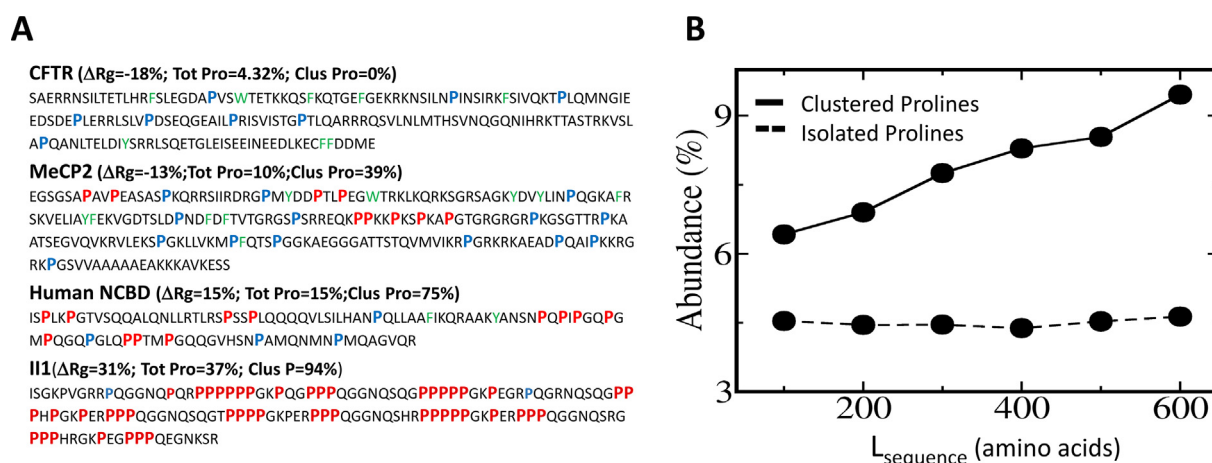 A
CFTR (ΔRg=-18%; Tot Pro=4.32%; Clus Pro=0%)
SAERRNSILTETLHRFSLEGDAPVSWTETKKQSFKQTGEFGEKRKNSILNPINSIRKFSIVQKTPLQMNGIE
EDSDEPLERRLSLVPDSEQGEAILPRISVISTGPTLQARRRQSVLNLMTHSVNQGQNIHRKTTASTRKVSL
APQANLTELDIYSRRLSQETGLEISEEINEEDLKECFFDDME
MeCP2 (ΔRg=-13%;Tot Pro=10%; Clus Pro=39%)
EGSGSAPAVPEASASPKQRRSIIRDRGPMYDDPTLPEGWTRKLKQRKSGRSAGKYDVYLINPQGKAFR
SKVELIAYFEKVGDTSLDPNDFDFTVTGRGSPSRREQKPPKKPKSPKAPGTGRGRGRPKGSGTTRPKA
ATSEGVQVKRVLEKSPGKLLVKMPFQTSPGGKAEGGGATTSTQVMVIKRPGRKRKAEADPQAIPKKRG
RKPGSVVAAAAAEAKKKAVKESS
Human NCBD (ΔRg=15%; Tot Pro=15%;Clus Pro=75%)
ISPLKPGTVSQQALQNLLRTLRSPSSPLQQQQVLSILHANPQLLAAFIKQRAAKYANSNPQPIPGQPG
MPQGQPGLQPPTMPGQQGVHSNPAMQNMNPMQAGVQR
Il1(ΔRg=31%; Tot Pro=37%; Clus P=94%)
ISGKPVGRRPQGGNQPQRPPPPPPGKPQGPPPQGGNQSQGPPPPPGKPEGRPQGRNQSQGPP
PHPGKPERPPPQGGNQSQGTPPPPGKPERPPPQGGNQSHRPPPPPGKPERPPPQGGNQSRG
PPPHRGKPEGPPPQEGNKSR
B
Clustered Prolines
Isolated Prolines
Abundance (%)
9
6
3
200 400 600
Lsequence (amino acids)